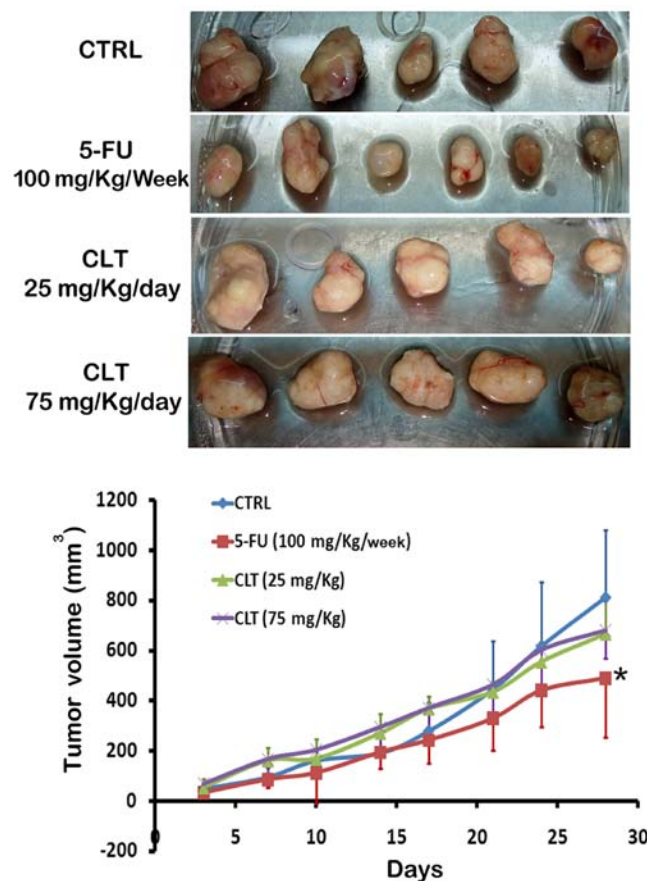 CTRL
5-FU
100 mg/Kg/Week
CLT
25 mg/Kg/day
CLT
75 mg/Kg/day
1200
1000
800
600
400
200
0
-200
Tumor volume (mm³)
CTRL
5-FU (100 mg/Kg/week)
CLT (25 mg/Kg)
CLT (75 mg/Kg)
*
0 5 10 15 20 25 30
Days